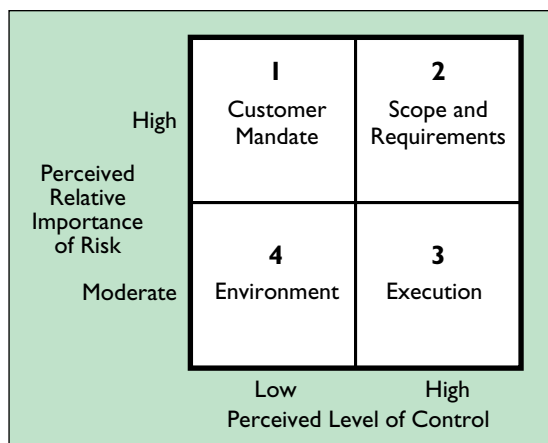 1
Customer
Mandate
2
Scope and
Requirements
High
Perceived
Relative
Importance
of Risk
4
Environment
3
Execution
Moderate
Low
High
Perceived Level of Control